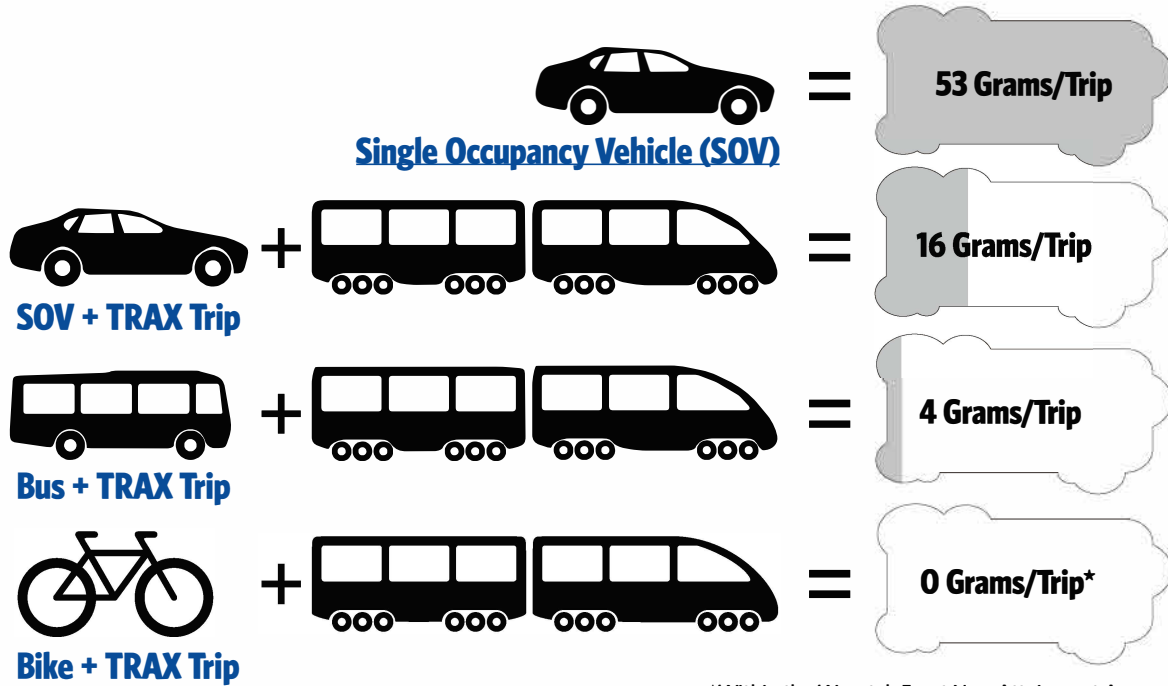 53 Grams/Trip
Single Occupancy Vehicle (SOV)
16 Grams/Trip
SOV + TRAX Trip
4 Grams/Trip
Bus + TRAX Trip
0 Grams/Trip*
Bike + TRAX Trip